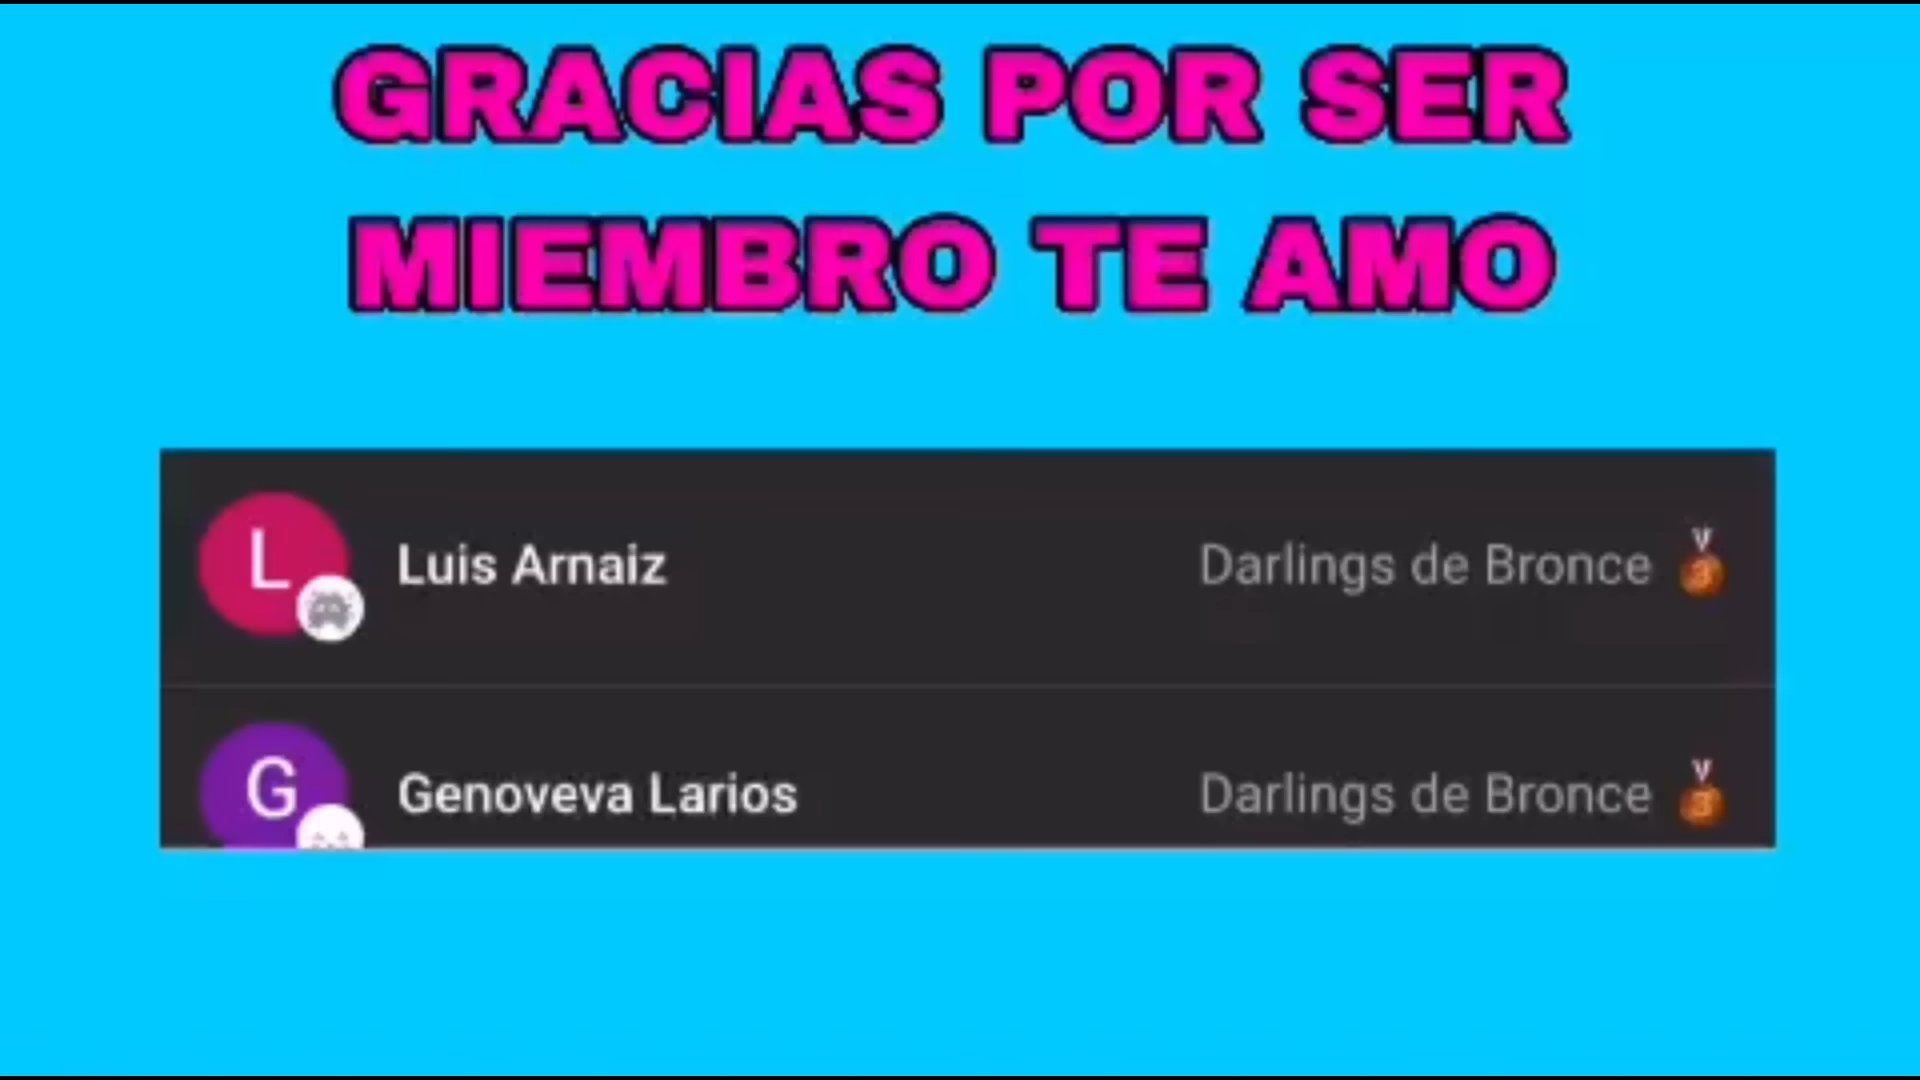 GRACIAS POR SER
MIEMBRO TE AMO
L Luis Arnaiz Darlings de Bronce 🥉
G Genoveva Larios Darlings de Bronce 🥉